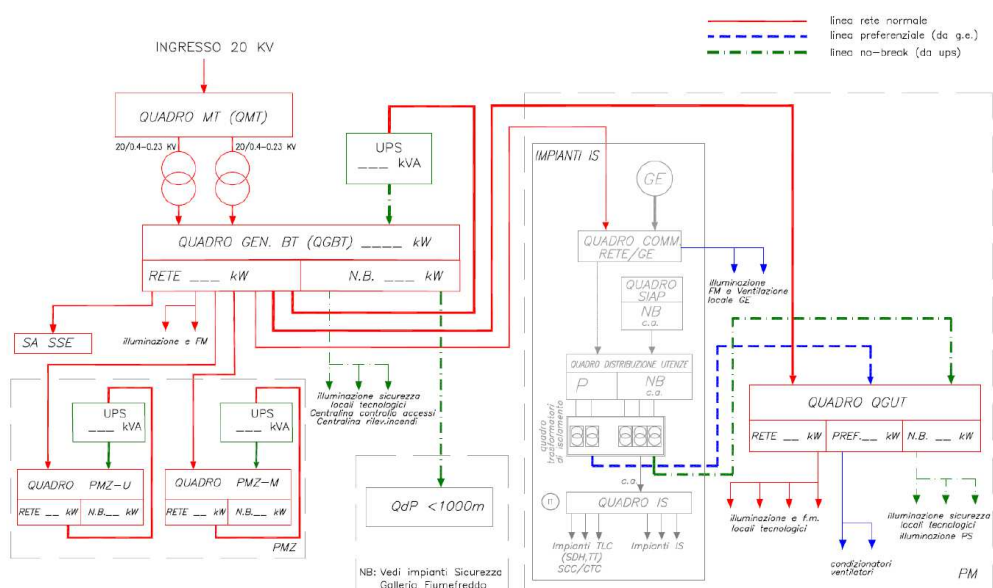 linea rete normale
linea preferenziale (da g.e.)
linea no-break (da ups)
INGRESSO 20 KV
QUADRO MT (QMT)
20/0.4-0.23 KV
20/0.4-0.23 KV
UPS
___ kVA
QUADRO GEN. BT (QGBT) ____ kW
RETE ___ kW
N.B. ___ kW
SA SSE
illuminazione e FM
illuminazione sicurezza
locali tecnologici
Centralina controllo accessi
Centralina rilev.incendi
UPS
___ kVA
UPS
___ kVA
QUADRO PMZ-U
RETE __ kW
N.B.__ kW
QUADRO PMZ-M
RETE __ kW
N.B.__ kW
PMZ
QdP <1000m
NB: Vedi impianti Sicurezza
Galleria Fiumefreddo
IMPIANTI IS
GE
QUADRO COMM.
RETE/GE
illuminazione
FM e Ventilazione
locale GE
QUADRO
SIAP
NB
c.a.
QUADRO DISTRIBUZIONE UTENZE
P
NB
c.a.
quadro
trasformatori
di isolamento
c.a.
QUADRO IS
Impianti TLC
(SDH,TT)
SCC/CTC
Impianti IS
QUADRO QGUT
RETE __ kW
PREF.__ kW
N.B. __ kW
illuminazione e f.m.
locali tecnologici
condizionatori
ventilatori
illuminazione sicurezza
locali tecnologici
illuminazione PS
PM